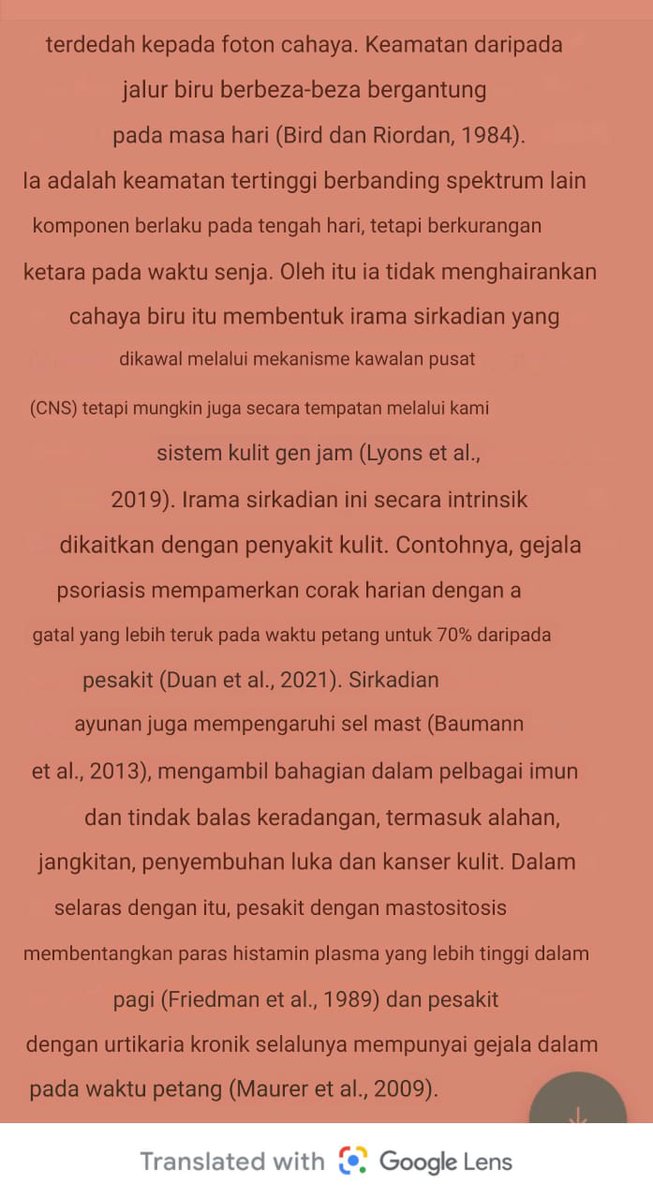 terdedah kepada foton cahaya. Keamatan daripada
jalur biru berbeza-beza bergantung
pada masa hari (Bird dan Riordan, 1984).
Ia adalah keamatan tertinggi berbanding spektrum lain
komponen berlaku pada tengah hari, tetapi berkurangan
ketara pada waktu senja. Oleh itu ia tidak menghairankan
cahaya biru itu membentuk irama sirkadian yang
dikawal melalui mekanisme kawalan pusat
(CNS) tetapi mungkin juga secara tempatan melalui kami
sistem kulit gen jam (Lyons et al.,
2019). Irama sirkadian ini secara intrinsik
dikaitkan dengan penyakit kulit. Contohnya, gejala
psoriasis mempamerkan corak harian dengan a
gatal yang lebih teruk pada waktu petang untuk 70% daripada
pesakit (Duan et al., 2021). Sirkadian
ayunan juga mempengaruhi sel mast (Baumann
et al., 2013), mengambil bahagian dalam pelbagai imun
dan tindak balas keradangan, termasuk alahan,
jangkitan, penyembuhan luka dan kanser kulit. Dalam
selaras dengan itu, pesakit dengan mastositosis
membentangkan paras histamin plasma yang lebih tinggi dalam
pagi (Friedman et al., 1989) dan pesakit
dengan urtikaria kronik selalunya mempunyai gejala dalam
pada waktu petang (Maurer et al., 2009).
Translated with Google Lens